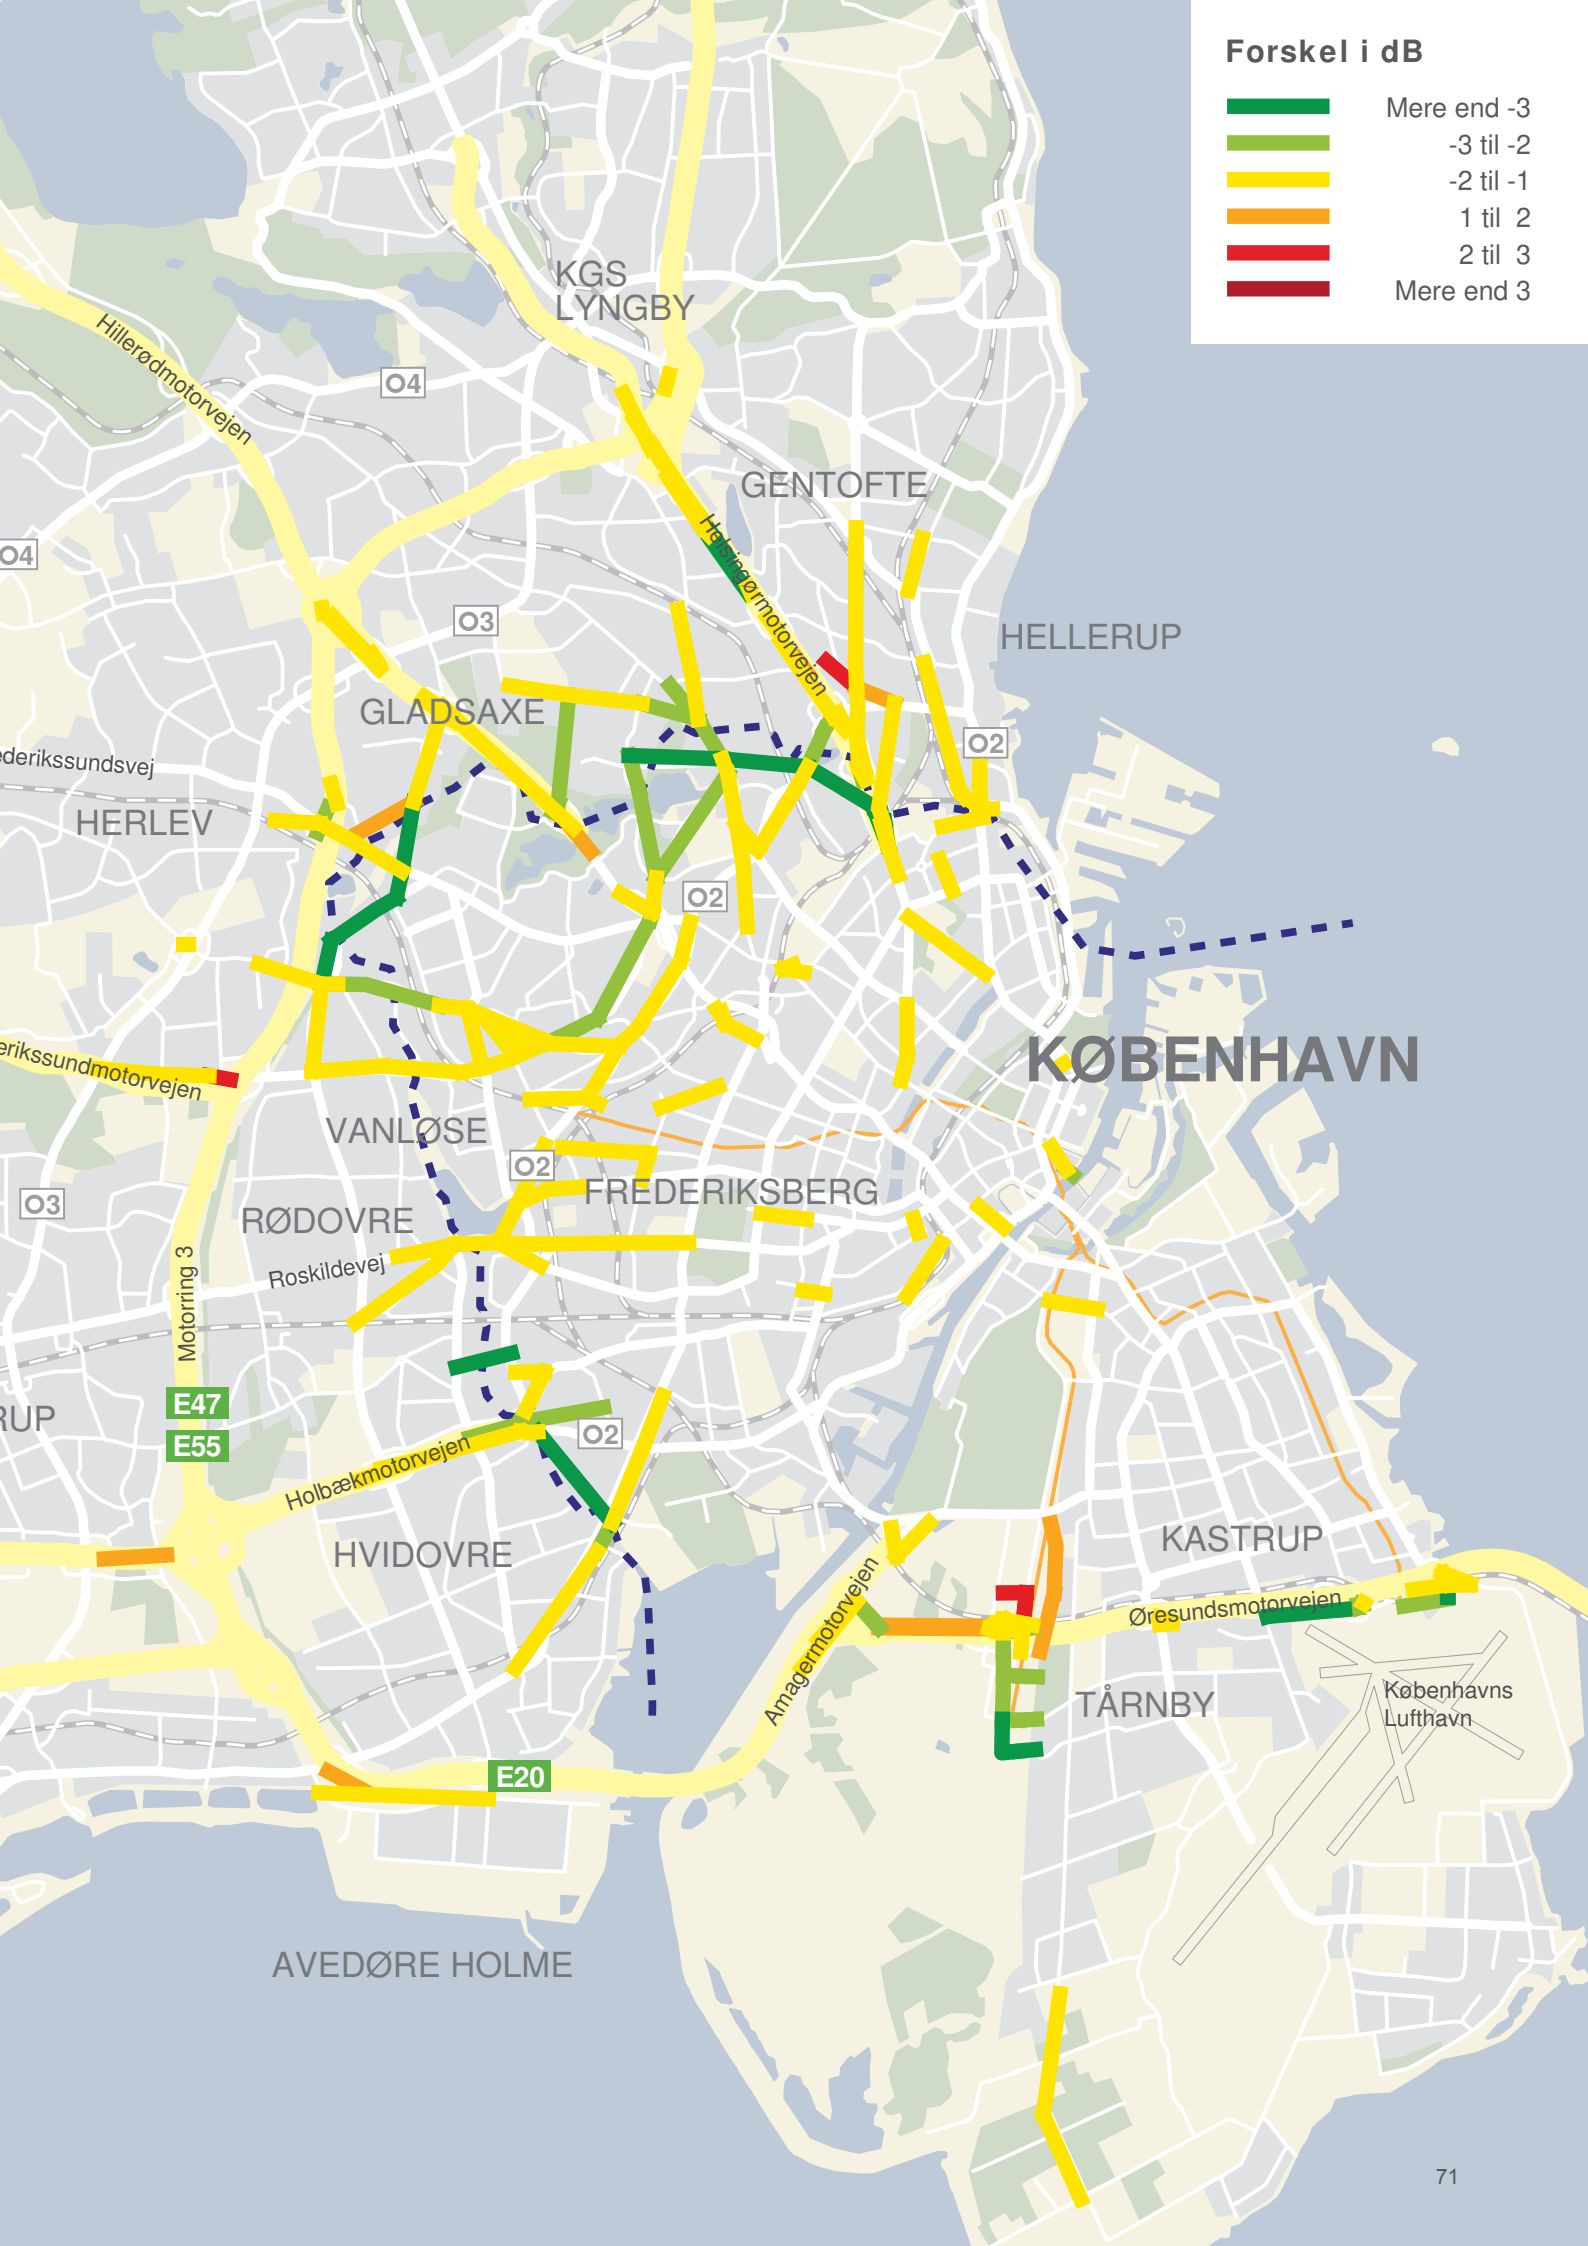 Forskel i dB
Mere end -3
-3 til -2
-2 til -1
1 til 2
2 til 3
Mere end 3
KGS
LYNGBY
Hillerødmotorvejen
O4
GENTOFTE
O4
Helsingørmotorvejen
O3
HELLERUP
GLADSAXE
O2
ederikssundsvej
HERLEV
O2
erikssundmotorvejen
KØBENHAVN
VANLØSE
O2
FREDERIKSBERG
O3
RØDOVRE
Roskildevej
Motorring 3
E47
RUP
E55
O2
Holbækmotorvejen
HVIDOVRE
KASTRUP
Øresundsmotorvejen
Amagermotorvejen
TÅRNBY
Københavns
Lufthavn
E20
AVEDØRE HOLME
71